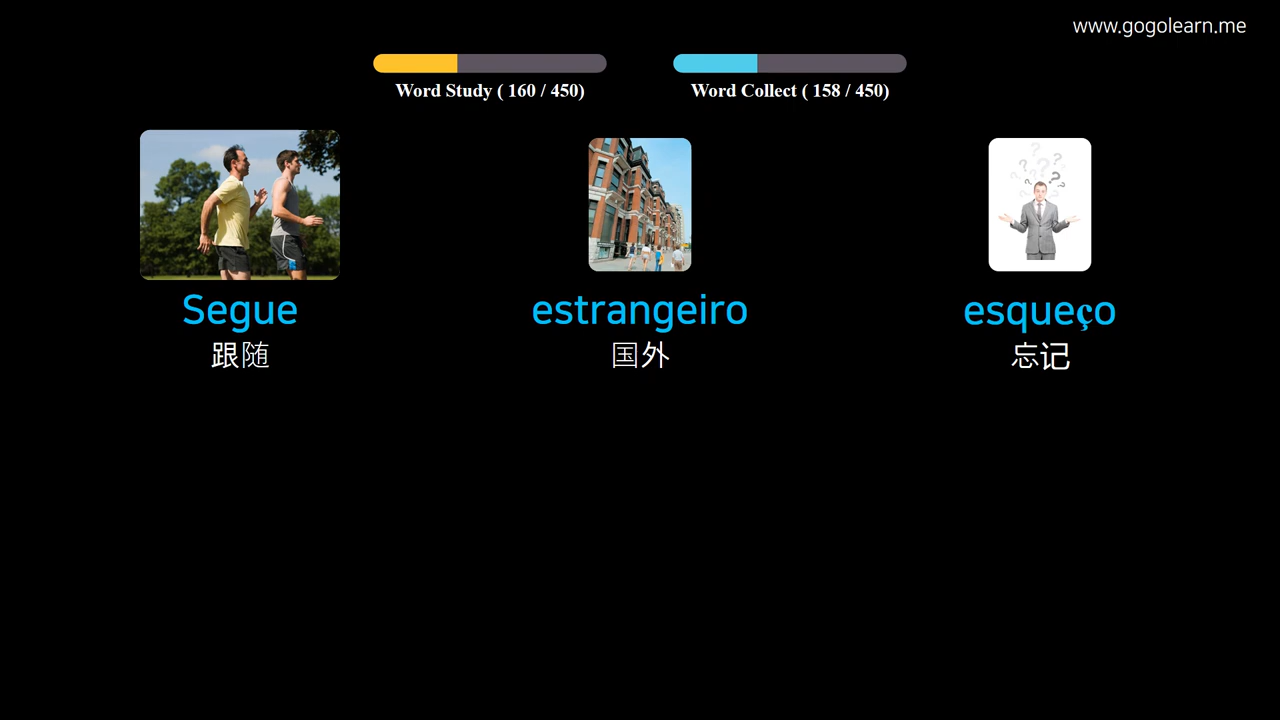 www.gogolearn.me
Word Study ( 160 / 450)
Word Collect ( 158 / 450)
Segue
estrangeiro
esqueço
跟随
国外
忘记